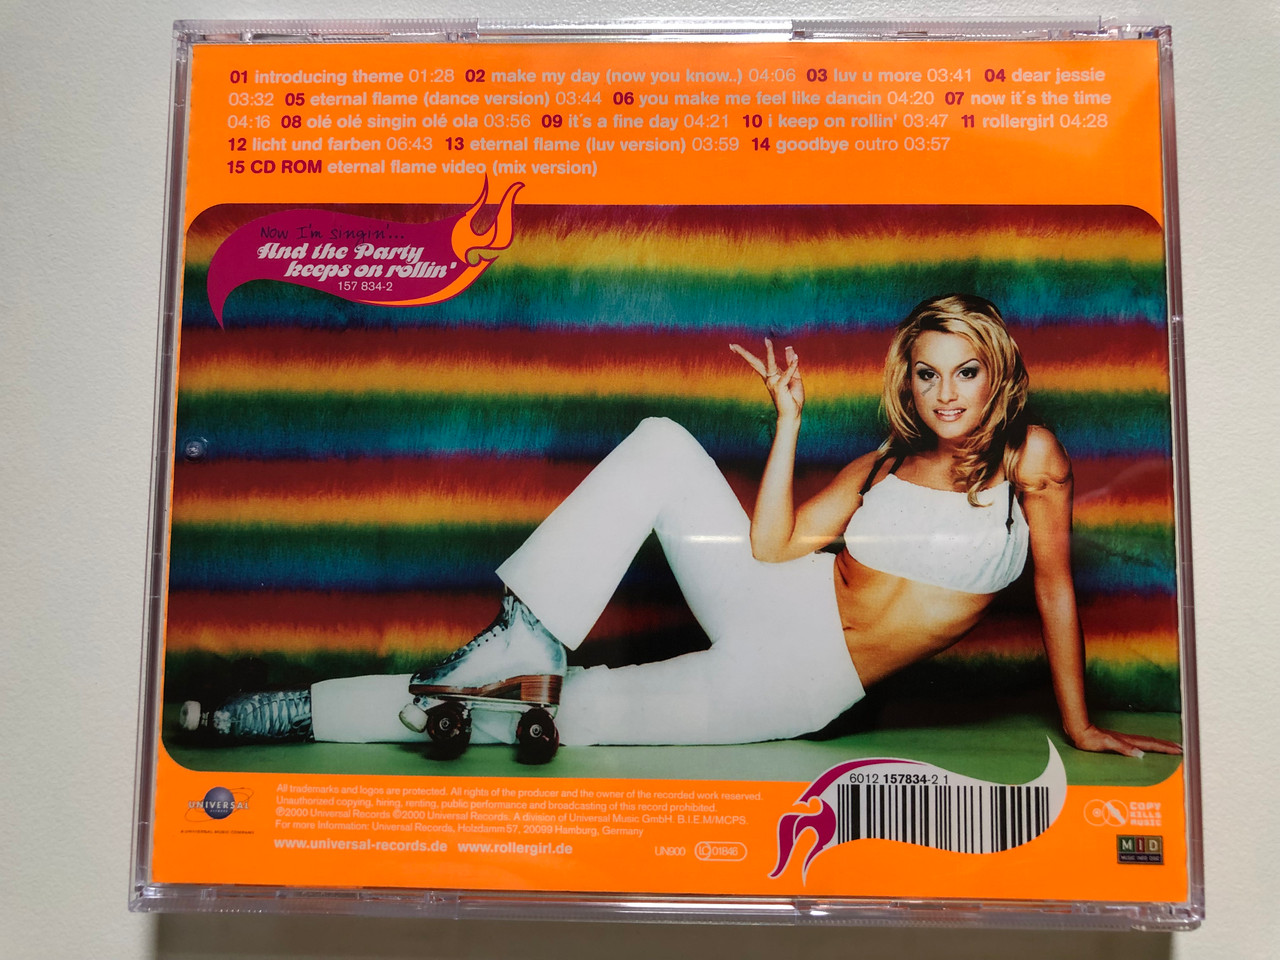 01 introducing theme 01:28 02 make my day (now you know..) 04:06 03 luv u more 03:41 04 dear jessie
03:32 05 eternal flame (dance version) 03:44 06 you make me feel like dancin 04:20 07 now it's the time
04:16 08 olé olé singin olé ola 03:56 09 it's a fine day 04:21 10 i keep on rollin' 03:47 11 rollergirl 04:28
12 licht und farben 06:43 13 eternal flame (luv version) 03:59 14 goodbye outro 03:57
15 CD ROM eternal flame video (mix version)
Now I'm singin'...
And the Party
keeps on rollin'
157 834-2
6012 157834-2 1
UNIVERSAL
All trademarks and logos are protected. All rights of the producer and the owner of the recorded work reserved.
Unauthorized copying, hiring, renting, public performance and broadcasting of this record prohibited.
℗2000 Universal Records ©2000 Universal Records. A division of Universal Music GmbH. B.I.E.M/MCPS.
For more Information: Universal Records, Holzdamm 57, 20099 Hamburg, Germany
www.universal-records.de www.rollergirl.de
UN900
LC 01846
COPY
KILLS
MUSIC
MID